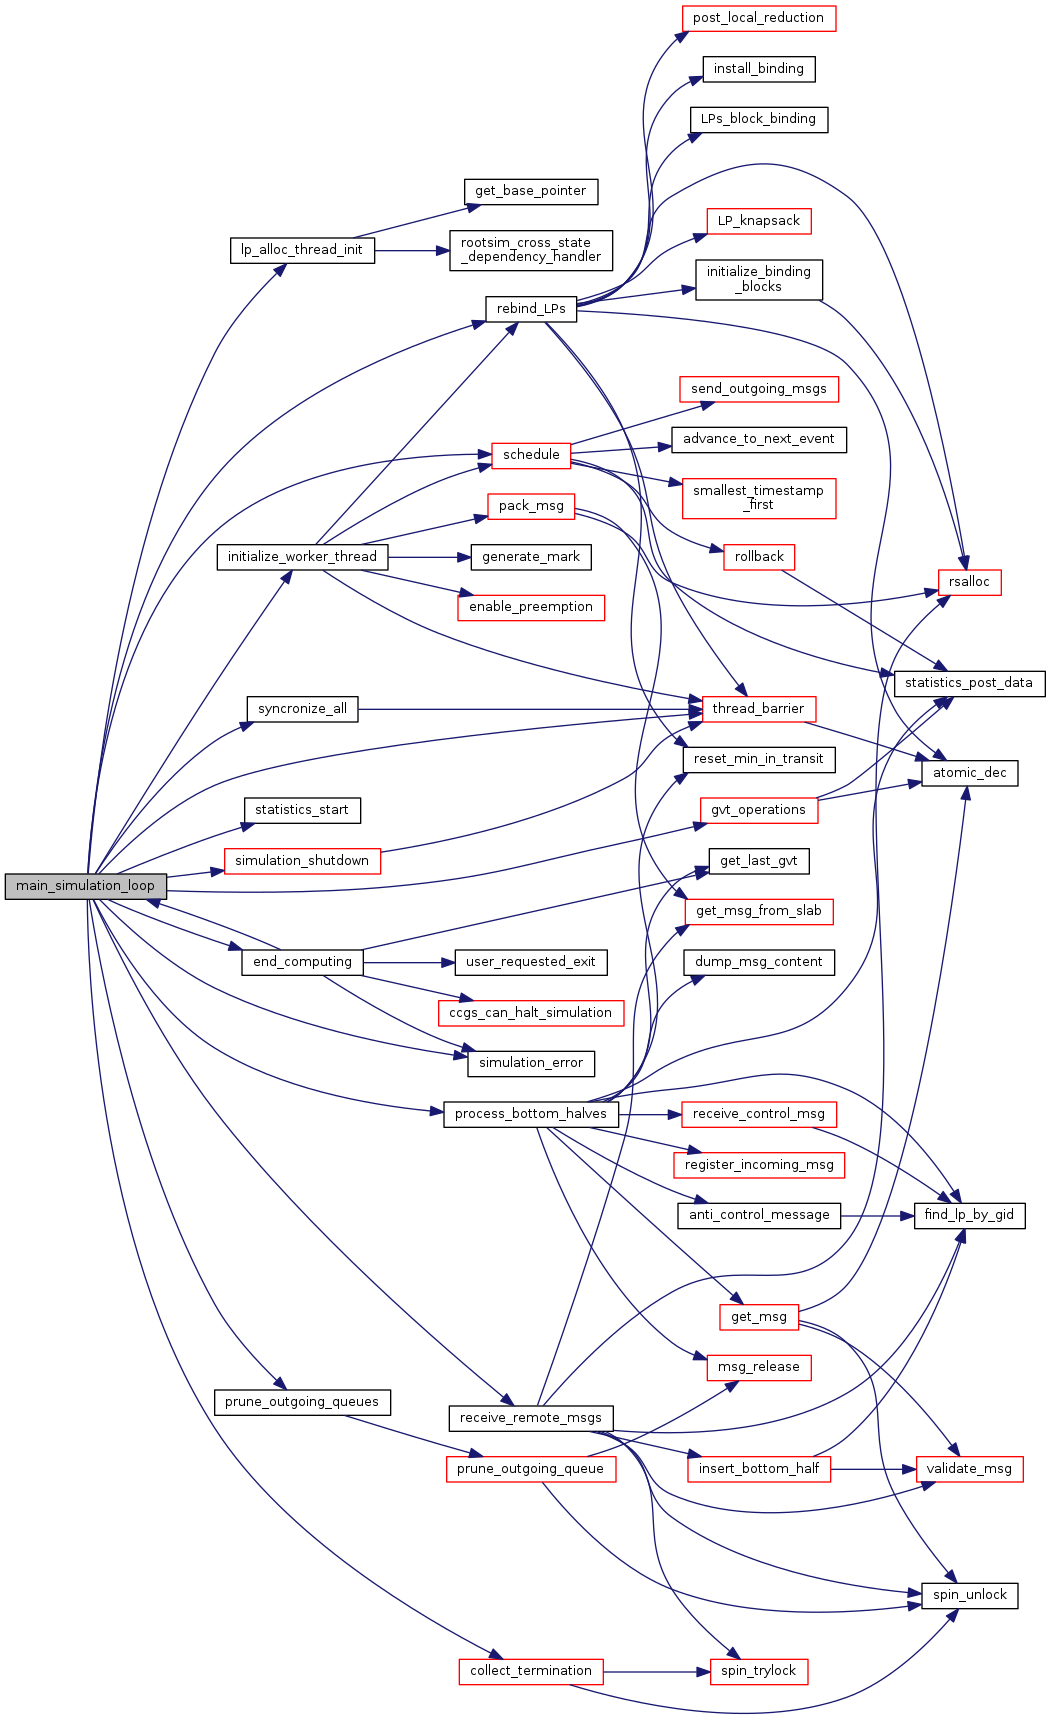 post_local_reduction
install_binding
LPs_block_binding
get_base_pointer
LP_knapsack
rootsim_cross_state
_dependency_handler
lp_alloc_thread_init
initialize_binding
_blocks
rebind_LPs
send_outgoing_msgs
advance_to_next_event
schedule
smallest_timestamp
_first
pack_msg
initialize_worker_thread
generate_mark
rollback
rsalloc
enable_preemption
statistics_post_data
syncronize_all
thread_barrier
reset_min_in_transit
atomic_dec
statistics_start
gvt_operations
simulation_shutdown
get_last_gvt
main_simulation_loop
get_msg_from_slab
end_computing
user_requested_exit
dump_msg_content
ccgs_can_halt_simulation
simulation_error
process_bottom_halves
receive_control_msg
register_incoming_msg
anti_control_message
find_lp_by_gid
get_msg
msg_release
prune_outgoing_queues
receive_remote_msgs
prune_outgoing_queue
insert_bottom_half
validate_msg
spin_unlock
collect_termination
spin_trylock